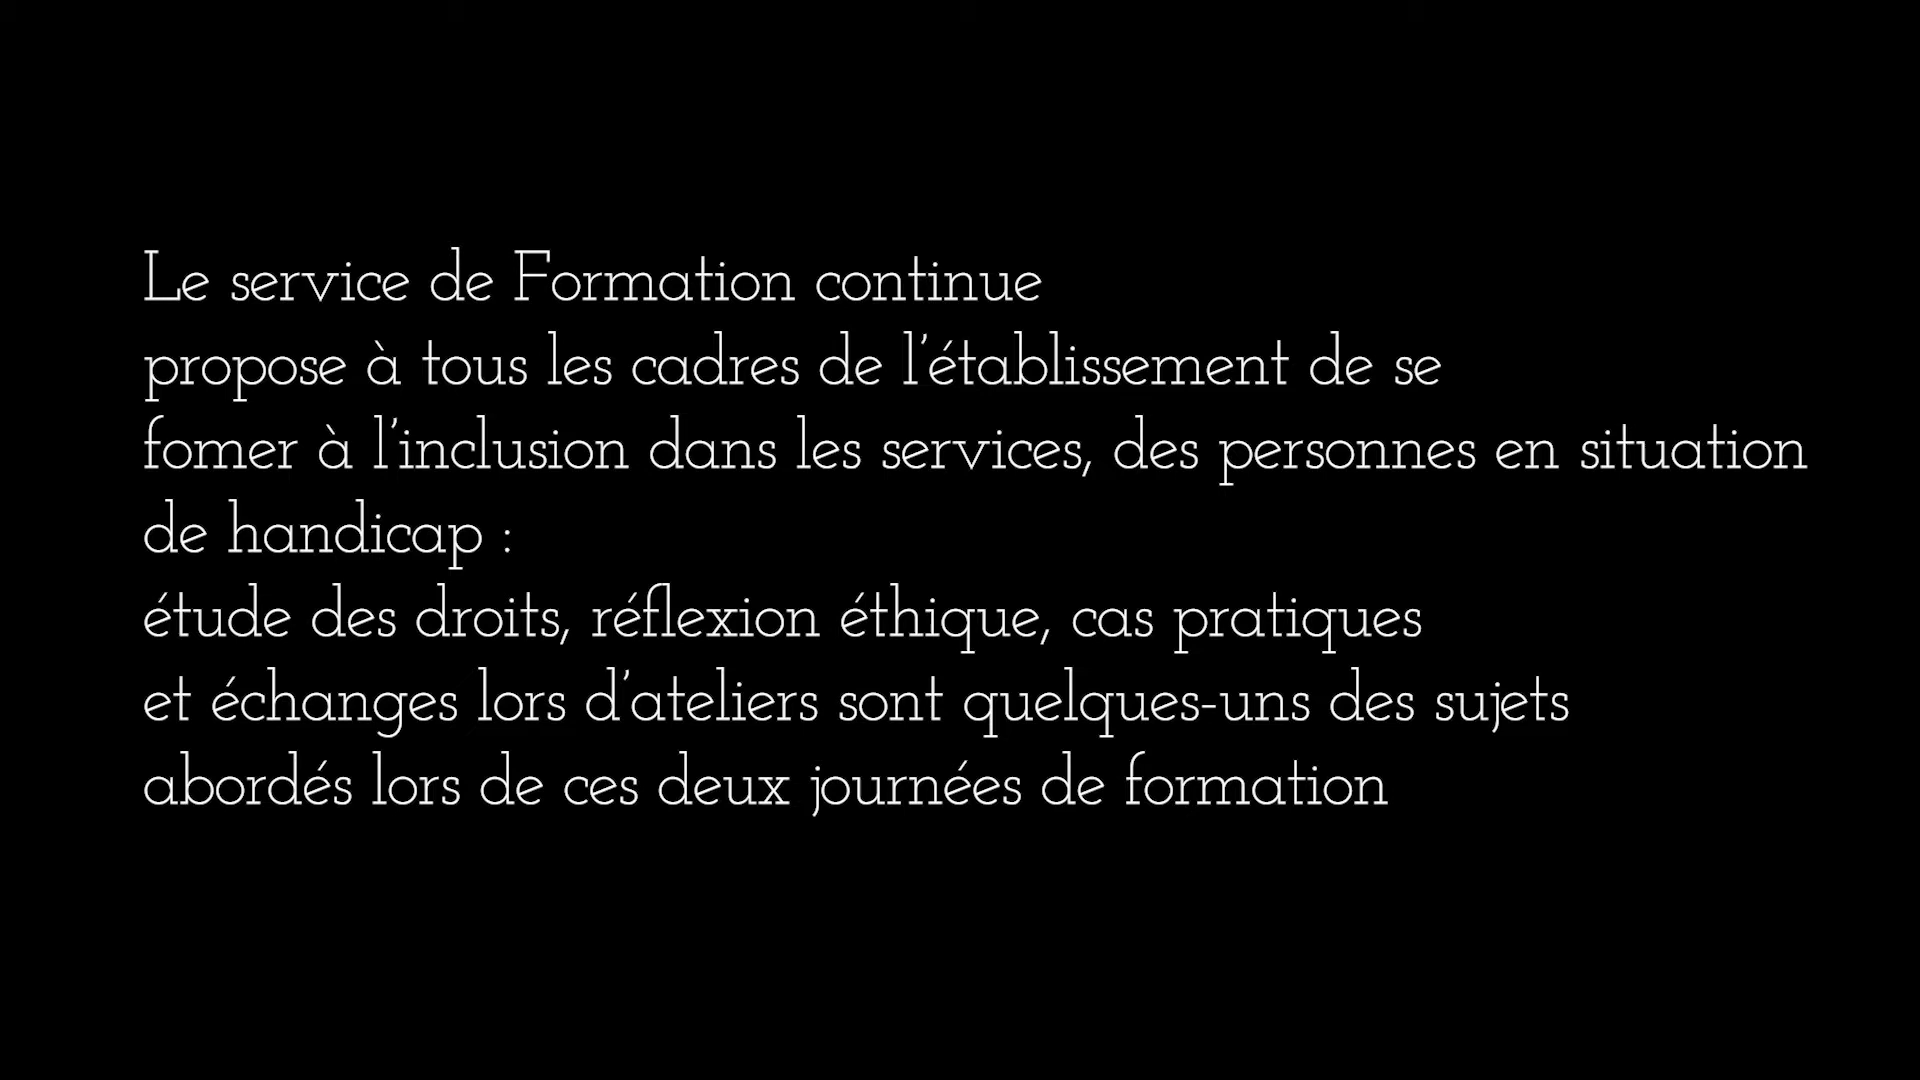 Le service de Formation continue
propose à tous les cadres de l'établissement de se
fomer à l'inclusion dans les services, des personnes en situation
de handicap :
étude des droits, réflexion éthique, cas pratiques
et échanges lors d'ateliers sont quelques-uns des sujets
abordés lors de ces deux journées de formation